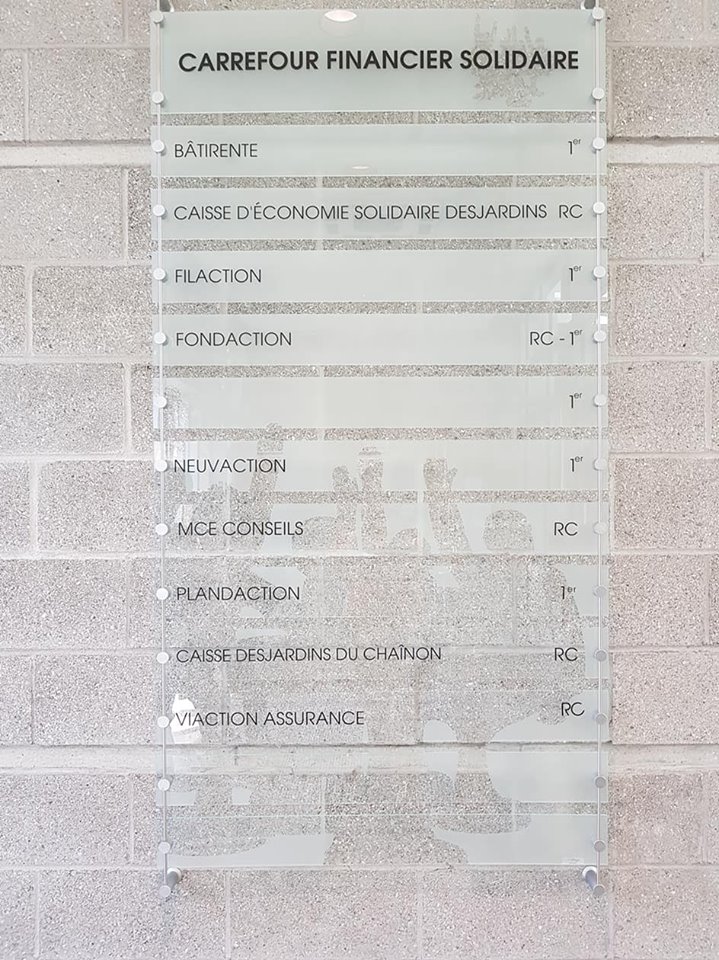 CARREFOUR FINANCIER SOLIDAIRE
BÂTIRENTE 1er
CAISSE D'ÉCONOMIE SOLIDAIRE DESJARDINS RC
FILACTION 1er
FONDACTION RC - 1er
1er
NEUVACTION 1er
MCE CONSEILS RC
PLANDACTION 1er
CAISSE DESJARDINS DU CHAÎNON RC
VIACTION ASSURANCE RC